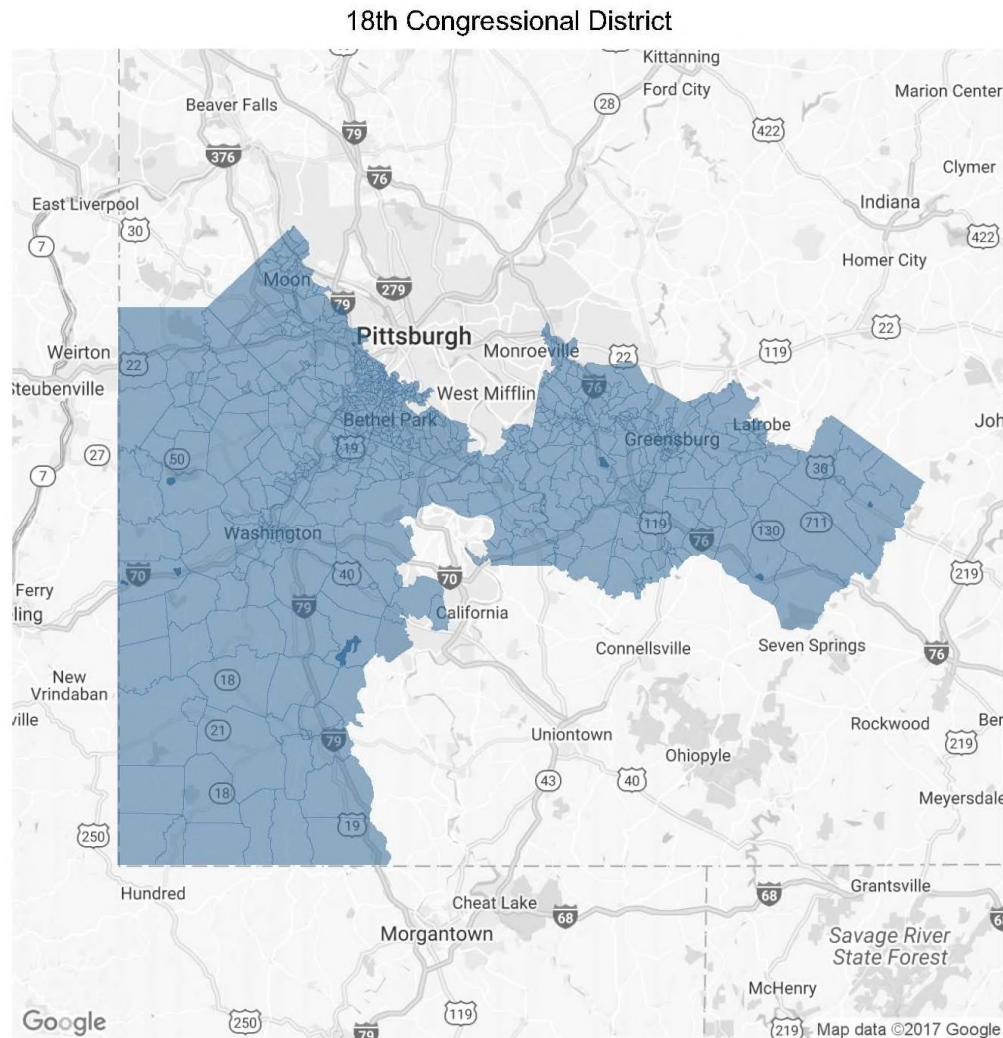 18th Congressional District
Kittanning
Ford City
Marion Center
Beaver Falls
79
28
422
376
76
Clymer
East Liverpool
30
Indiana
7
422
Homer City
Moon
279
79
22
Pittsburgh
119
Weirton
22
Monroeville
22
Steubenville
76
West Mifflin
Bethel Park
Latrobe
Joh
19
Greensburg
27
50
30
7
Washington
119
130
711
76
70
40
70
219
Ferry
ling
79
California
Connellsville
Seven Springs
76
New
Vrindaban
18
ville
21
79
Uniontown
Rockwood
Ber
Ohiopyle
219
18
43
40
Meyersdale
19
250
Hundred
Grantsville
Cheat Lake
68
68
68
Morgantown
Savage River
State Forest
McHenry
Google
250
119
79
219
Map data ©2017 Google